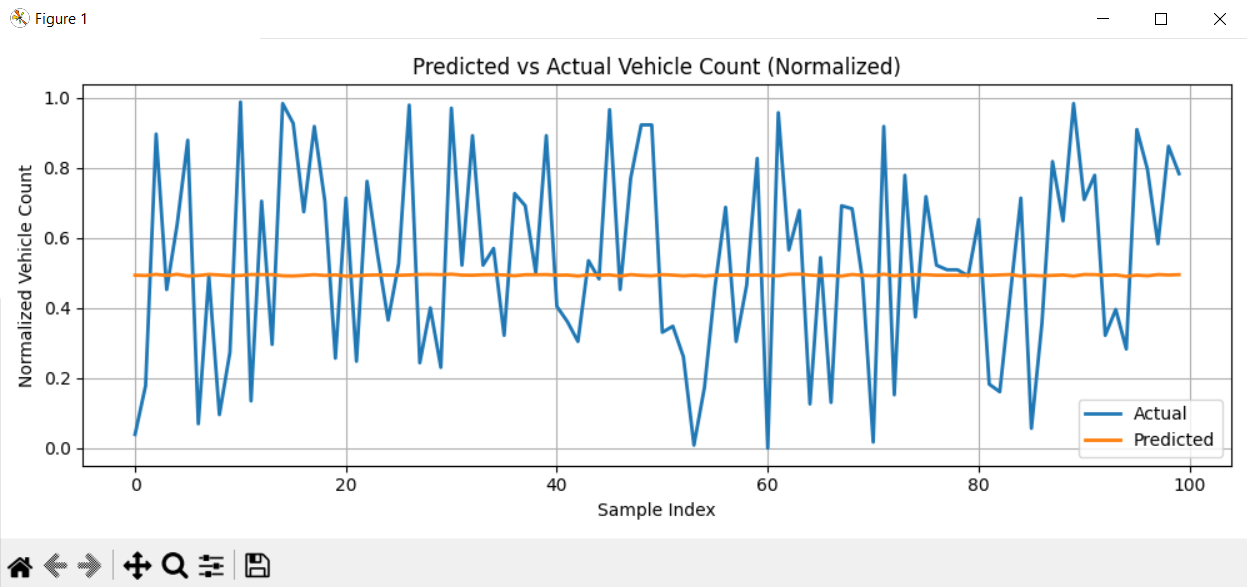 Figure 1
Predicted vs Actual Vehicle Count (Normalized)
Normalized Vehicle Count
1.0
0.8
0.6
0.4
0.2
0.0
Actual
Predicted
0 20 40 60 80 100
Sample Index